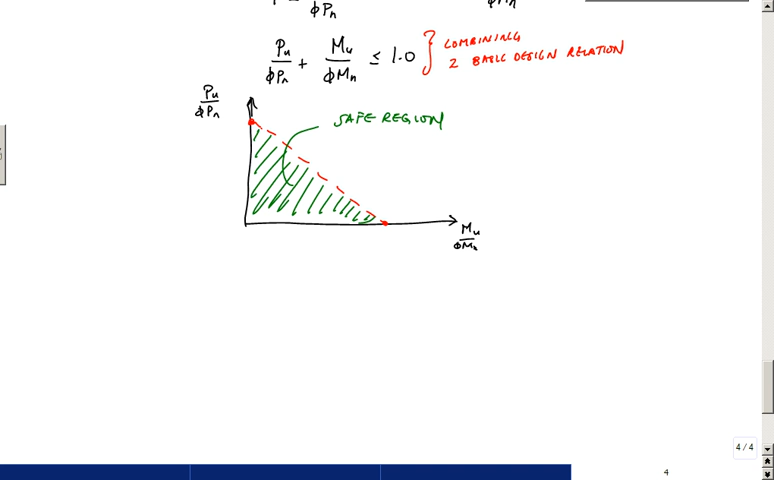 ϕPn
Pu/ϕPn + Mu/ϕMn ≤ 1.0 } COMBINING
2 BASIC DESIGN RELATION
Pu/ϕPn
SAFE REGION
Mu/ϕMn
4 / 4
4